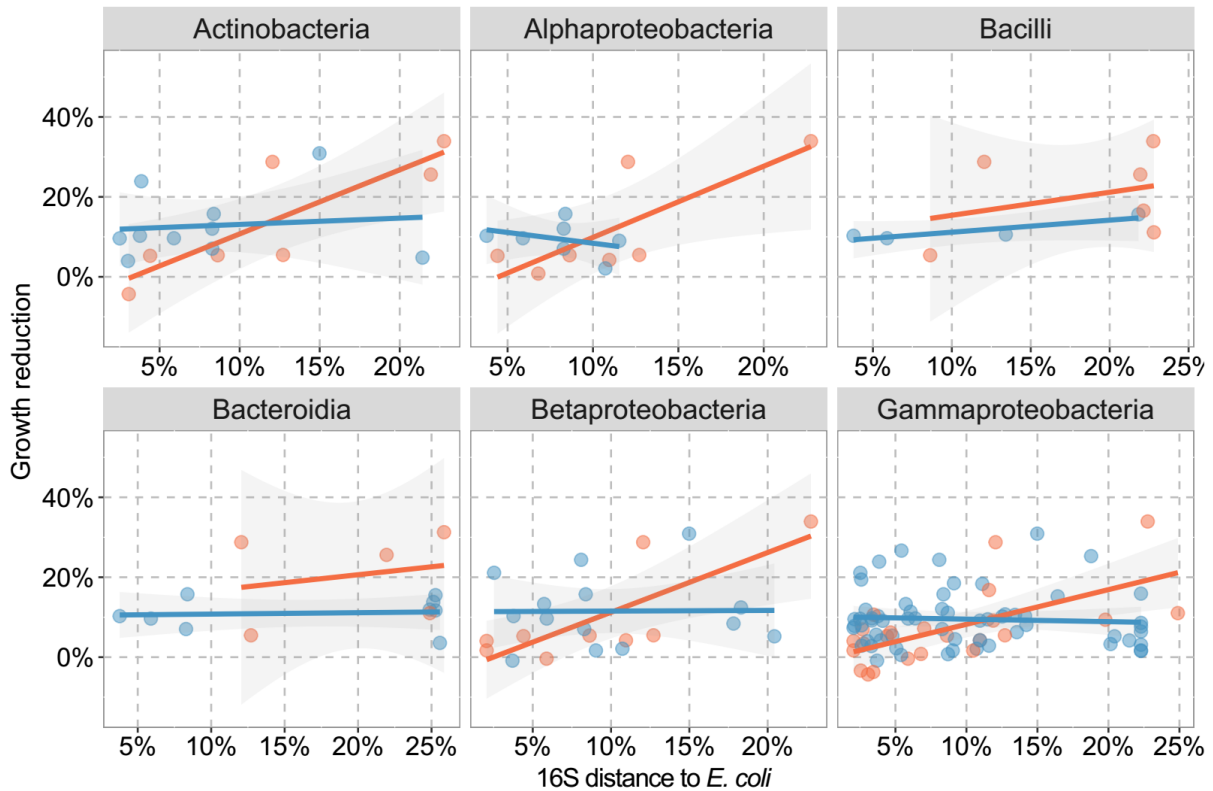 Actinobacteria Alphaproteobacteria Bacilli
40%
20%
0%
5% 10% 15% 20% 5% 10% 15% 20% 5% 10% 15% 20% 25%
Growth reduction
Bacteroidia Betaproteobacteria Gammaproteobacteria
40%
20%
0%
5% 10% 15% 20% 25% 5% 10% 15% 20% 5% 10% 15% 20% 25%
16S distance to E. coli